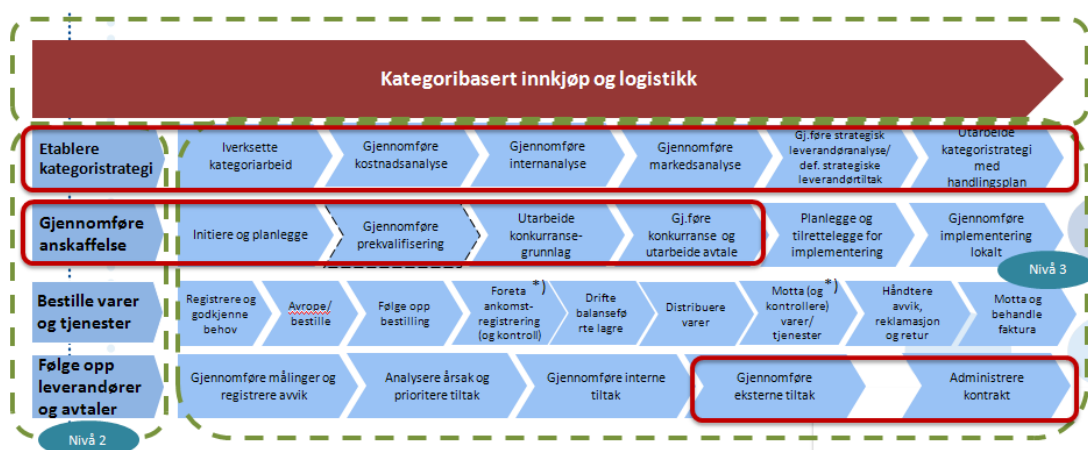 Kategoribasert innkjøp og logistikk
Etablere
kategoristrategi
Iverksette
kategoriarbeid
Gjennomføre
kostnadsanalyse
Gjennomføre
internanalyse
Gjennomføre
markedsanalyse
Gj.føre strategisk
leverandøranalyse/
def. strategiske
leverandørtiltak
Utarbeide
kategoristrategi
med
handlingsplan
Gjennomføre
anskaffelse
Initiere og planlegge
Gjennomføre
prekvalifisering
Utarbeide
konkurranse-
grunnlag
Gj.føre
konkurranse og
utarbeide avtale
Planlegge og
tilrettelegge for
implementering
Gjennomføre
implementering
lokalt
Nivå 3
Bestille varer
og tjenester
Registrere og
godkjenne
behov
Avrope/
bestille
Følge opp
bestilling
Foreta *)
ankomst-
registrering
(og kontroll)
Drifte
balansefø
rte lagre
Distribuere
varer
Motta (og *)
kontrollere)
varer/
tjenester
Håndtere
avvik,
reklamasjon
og retur
Motta og
behandle
faktura
Følge opp
leverandører
og avtaler
Gjennomføre målinger og
registrere avvik
Analysere årsak og
prioritere tiltak
Gjennomføre interne
tiltak
Gjennomføre
eksterne tiltak
Administrere
kontrakt
Nivå 2